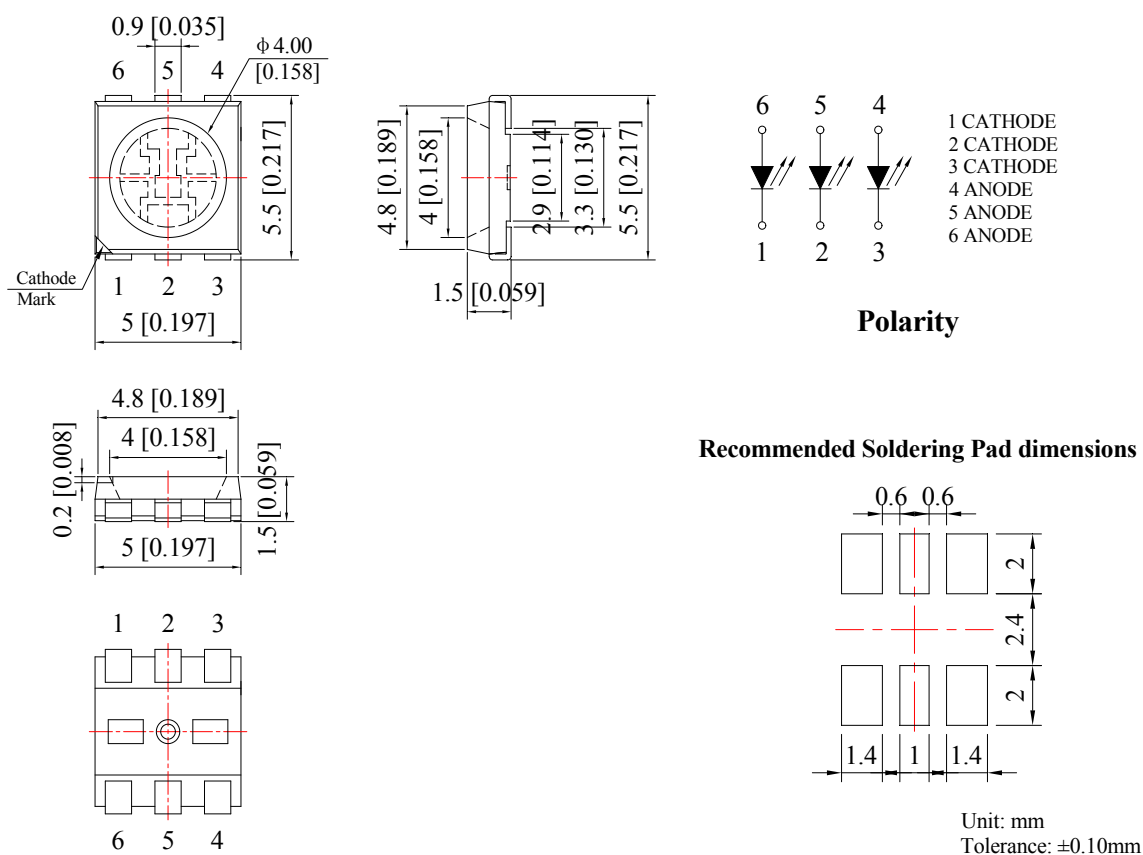 0.9 [0.035]
ϕ 4.00
[0.158]
6 5 4
5.5 [0.217]
Cathode
Mark
1 2 3
5 [0.197]
4.8 [0.189]
4 [0.158]
2.9 [0.114]
3.3 [0.130]
5.5 [0.217]
1.5 [0.059]
6 5 4
1 2 3
1 CATHODE
2 CATHODE
3 CATHODE
4 ANODE
5 ANODE
6 ANODE
Polarity
4.8 [0.189]
4 [0.158]
0.2 [0.008]
1.5 [0.059]
5 [0.197]
1 2 3
6 5 4
Recommended Soldering Pad dimensions
0.6 0.6
2
2.4
2
1.4 1 1.4
Unit: mm
Tolerance: ±0.10mm